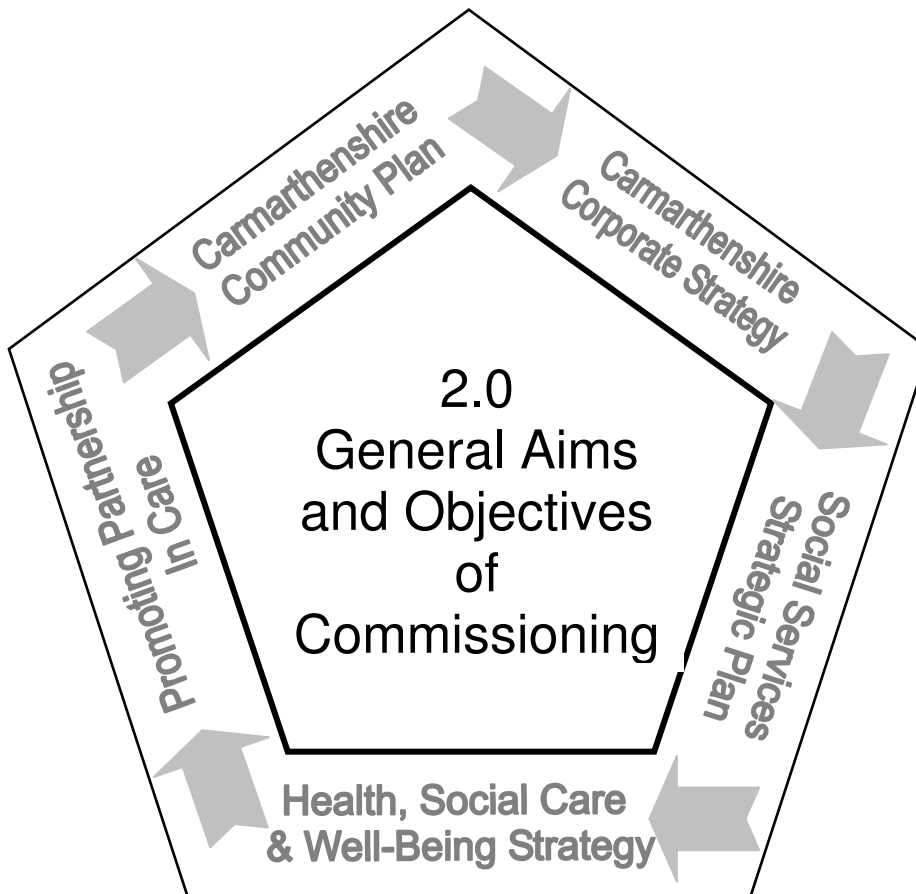 Carmarthenshire
Community Plan
Carmarthenshire
Corporate Strategy
Social Services
Strategic Plan
Health, Social Care
& Well-Being Strategy
Promoting Partnership
In Care
2.0
General Aims
and Objectives
of
Commissioning